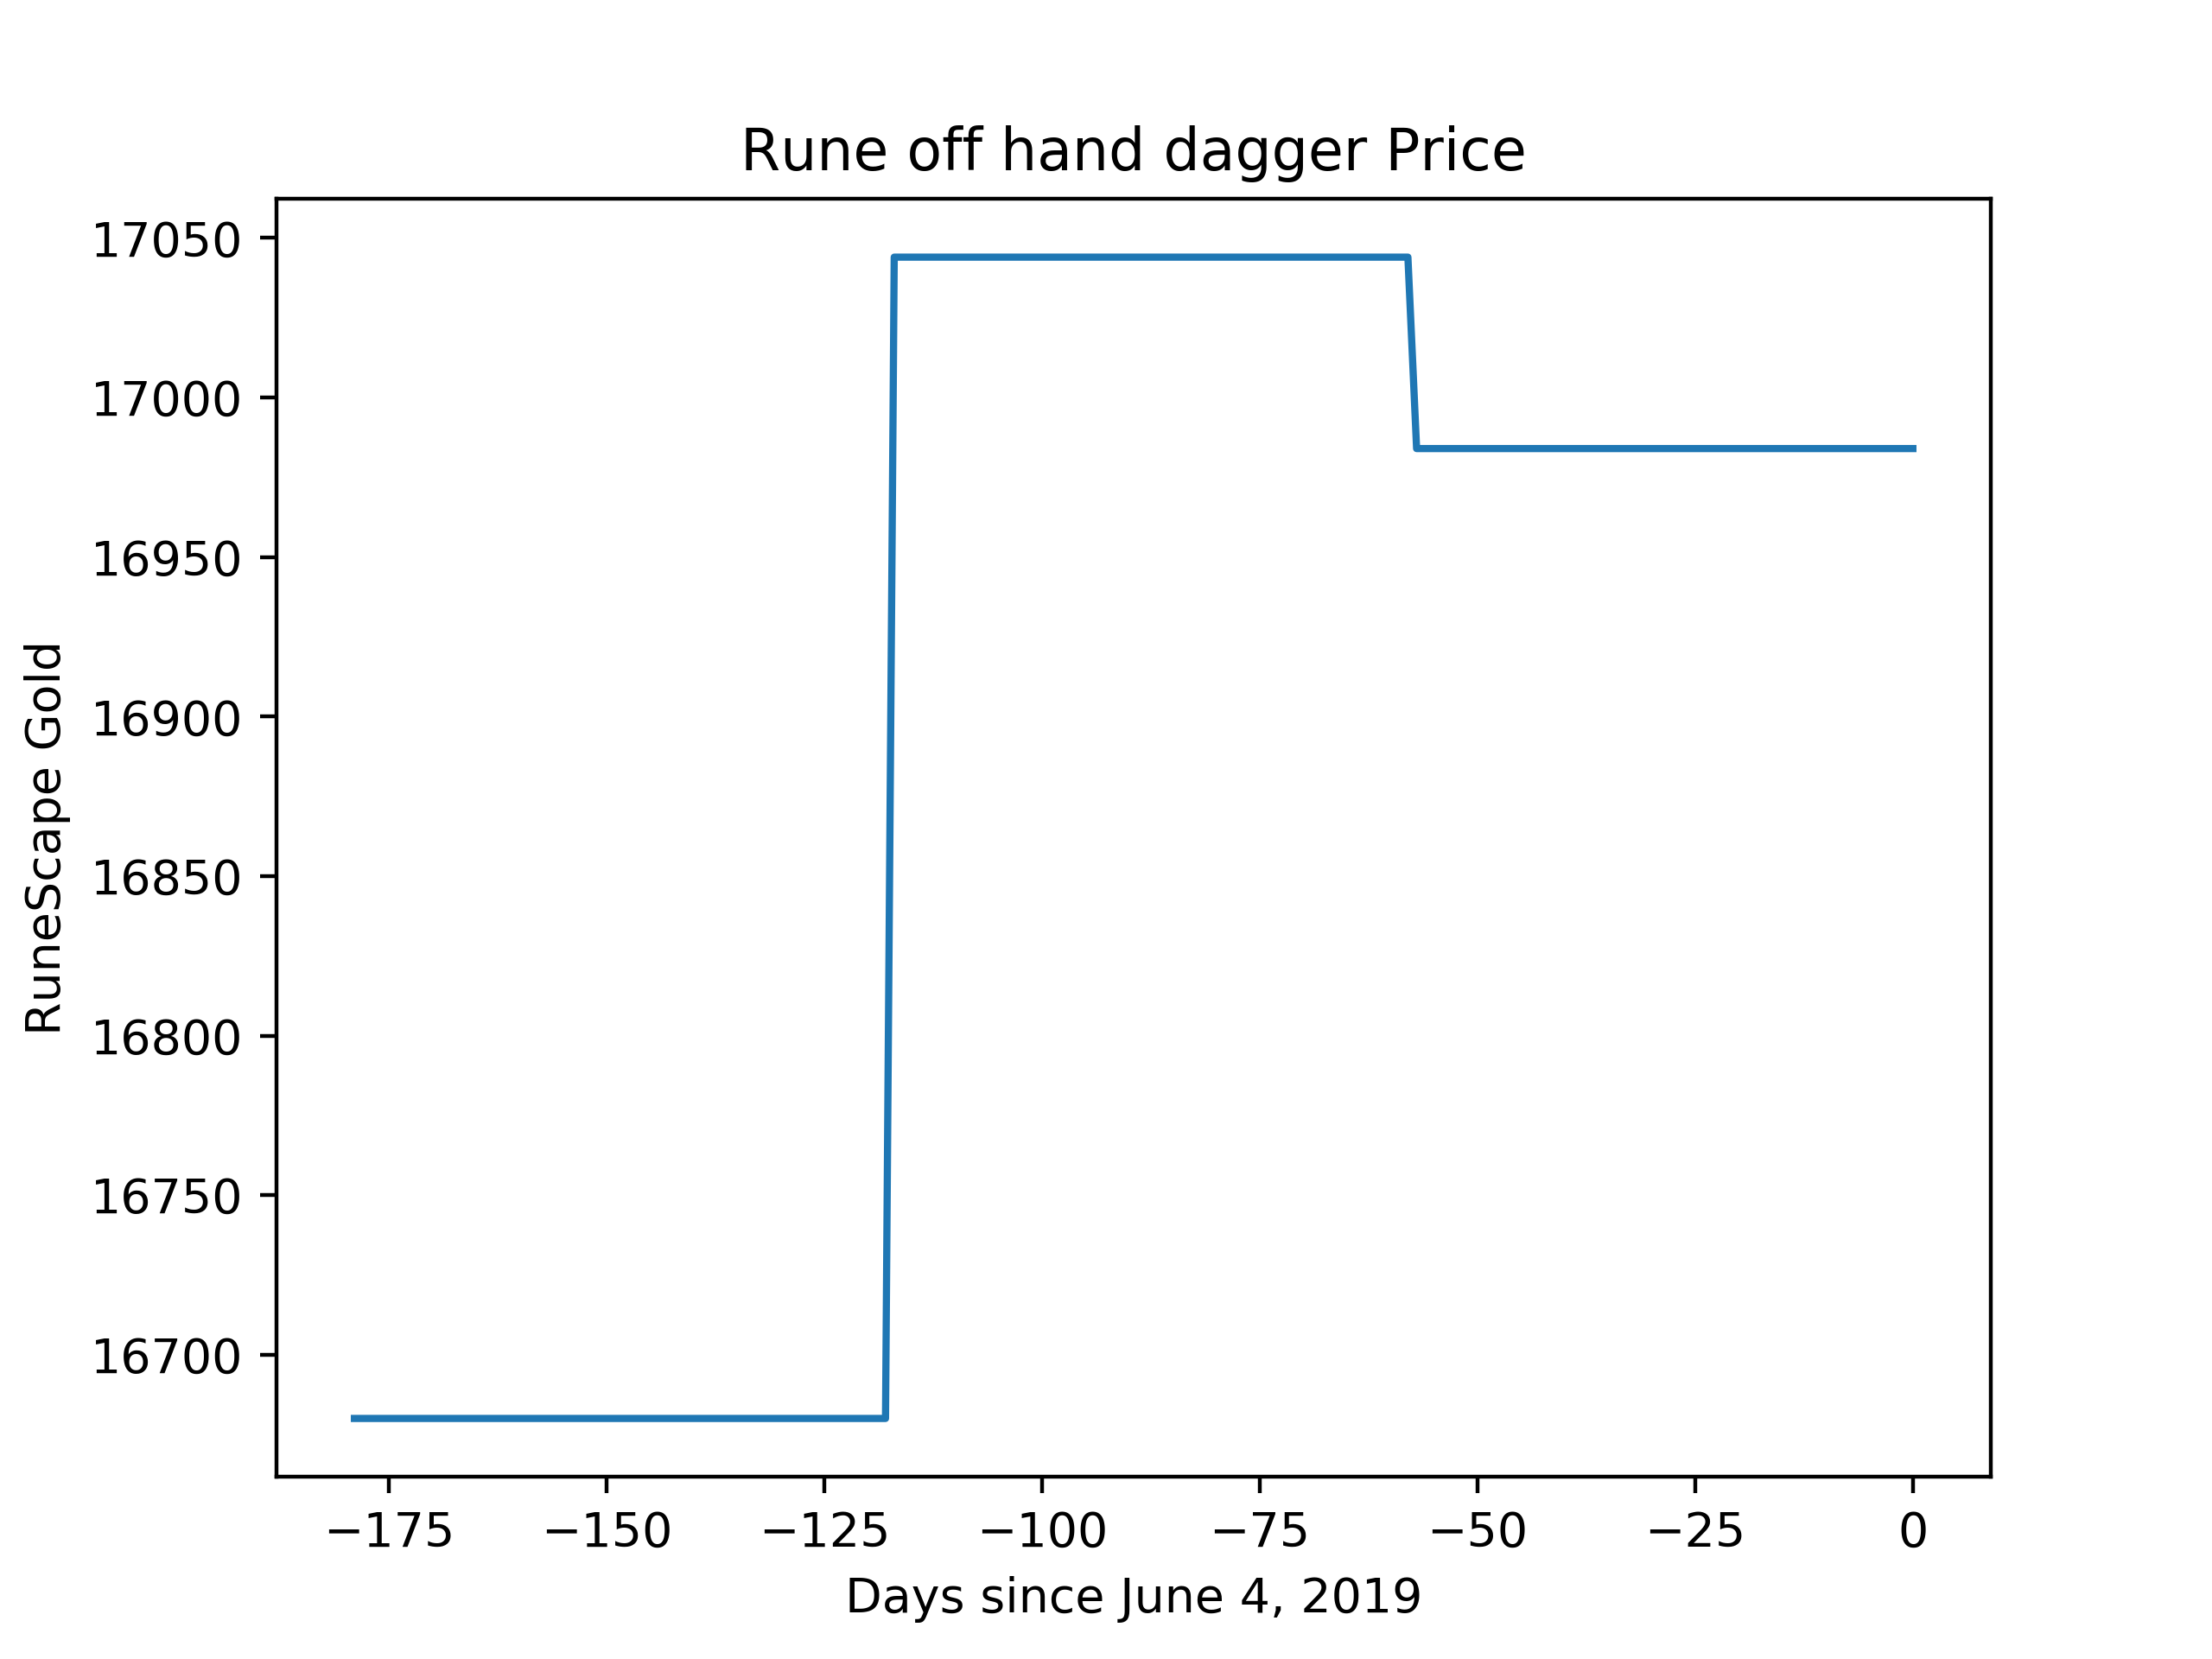 Rune off hand dagger Price
17050
17000
16950
16900
16850
16800
16750
16700
RuneScape Gold
−175 −150 −125 −100 −75 −50 −25 0
Days since June 4, 2019